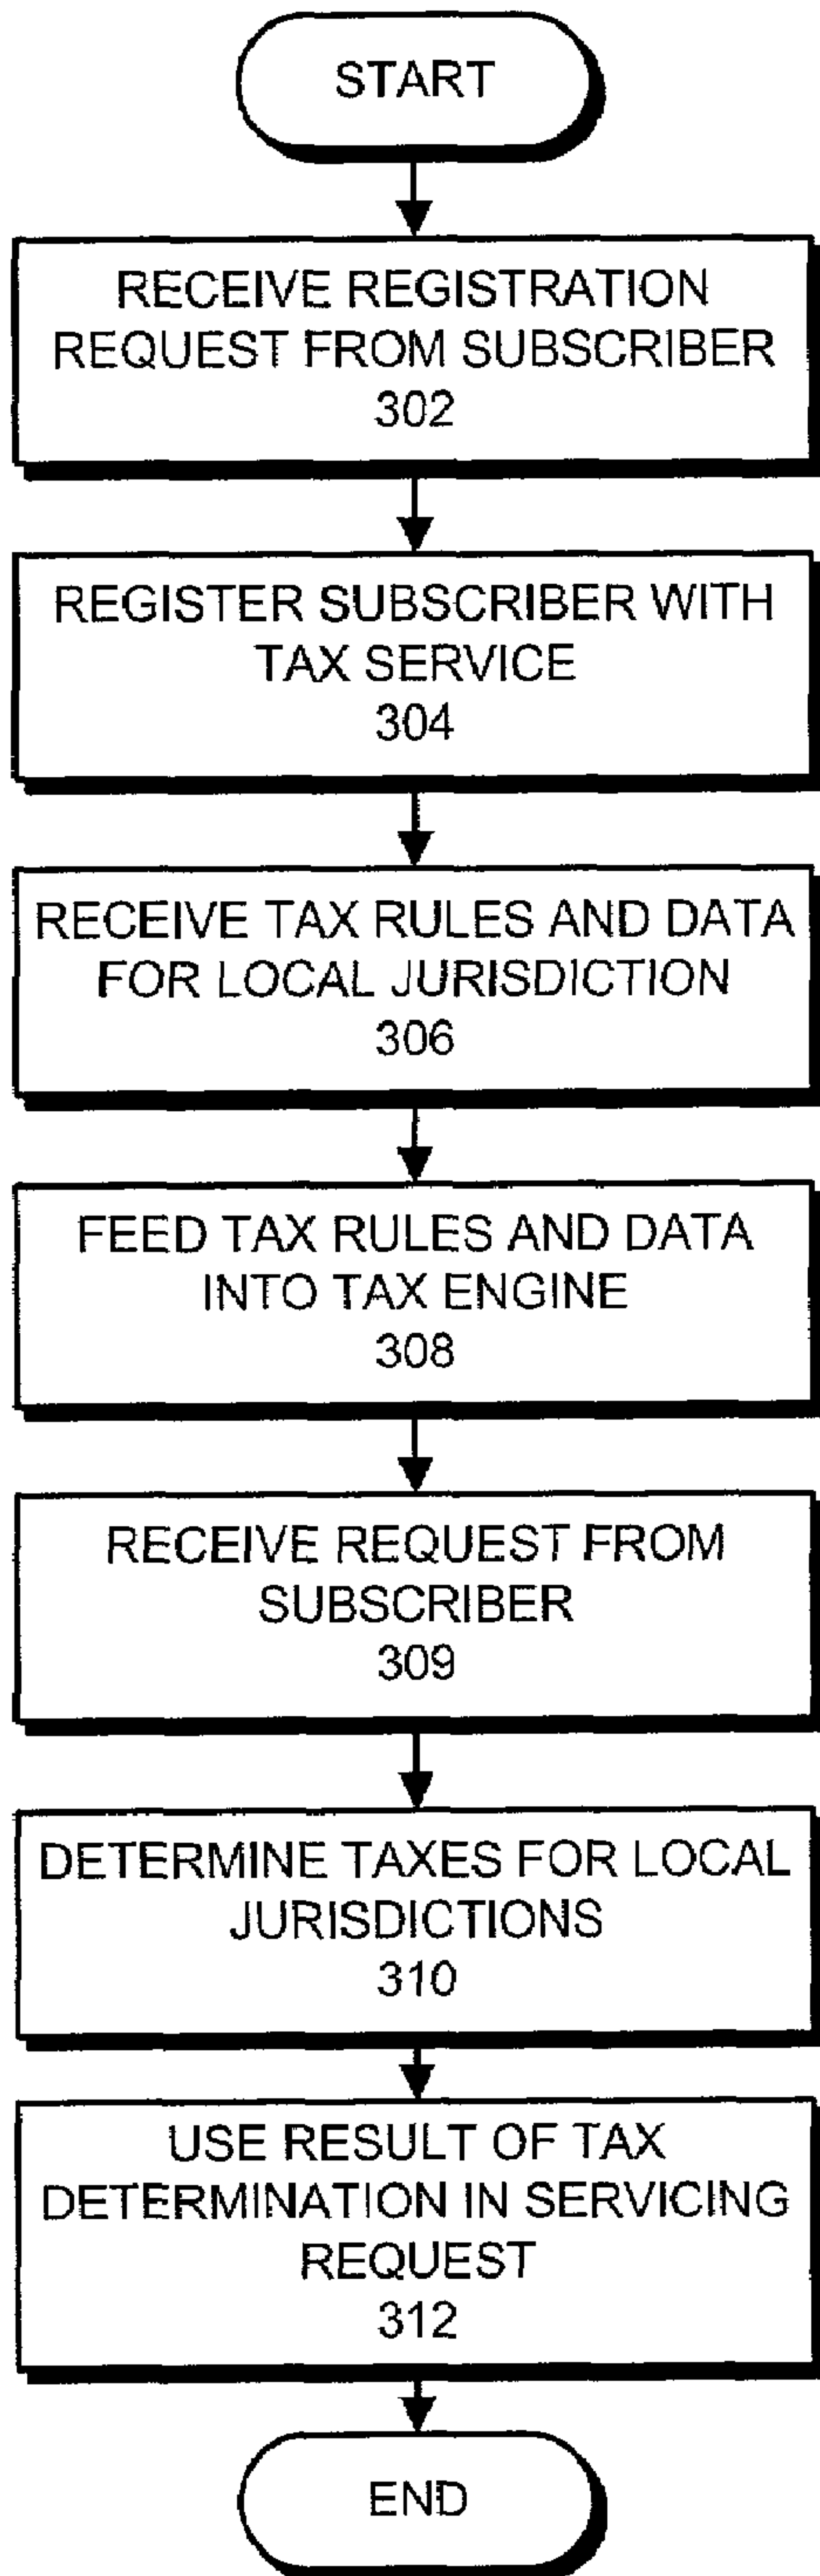 START
RECEIVE REGISTRATION
REQUEST FROM SUBSCRIBER
302
REGISTER SUBSCRIBER WITH
TAX SERVICE
304
RECEIVE TAX RULES AND DATA
FOR LOCAL JURISDICTION
306
FEED TAX RULES AND DATA
INTO TAX ENGINE
308
RECEIVE REQUEST FROM
SUBSCRIBER
309
DETERMINE TAXES FOR LOCAL
JURISDICTIONS
310
USE RESULT OF TAX
DETERMINATION IN SERVICING
REQUEST
312
END